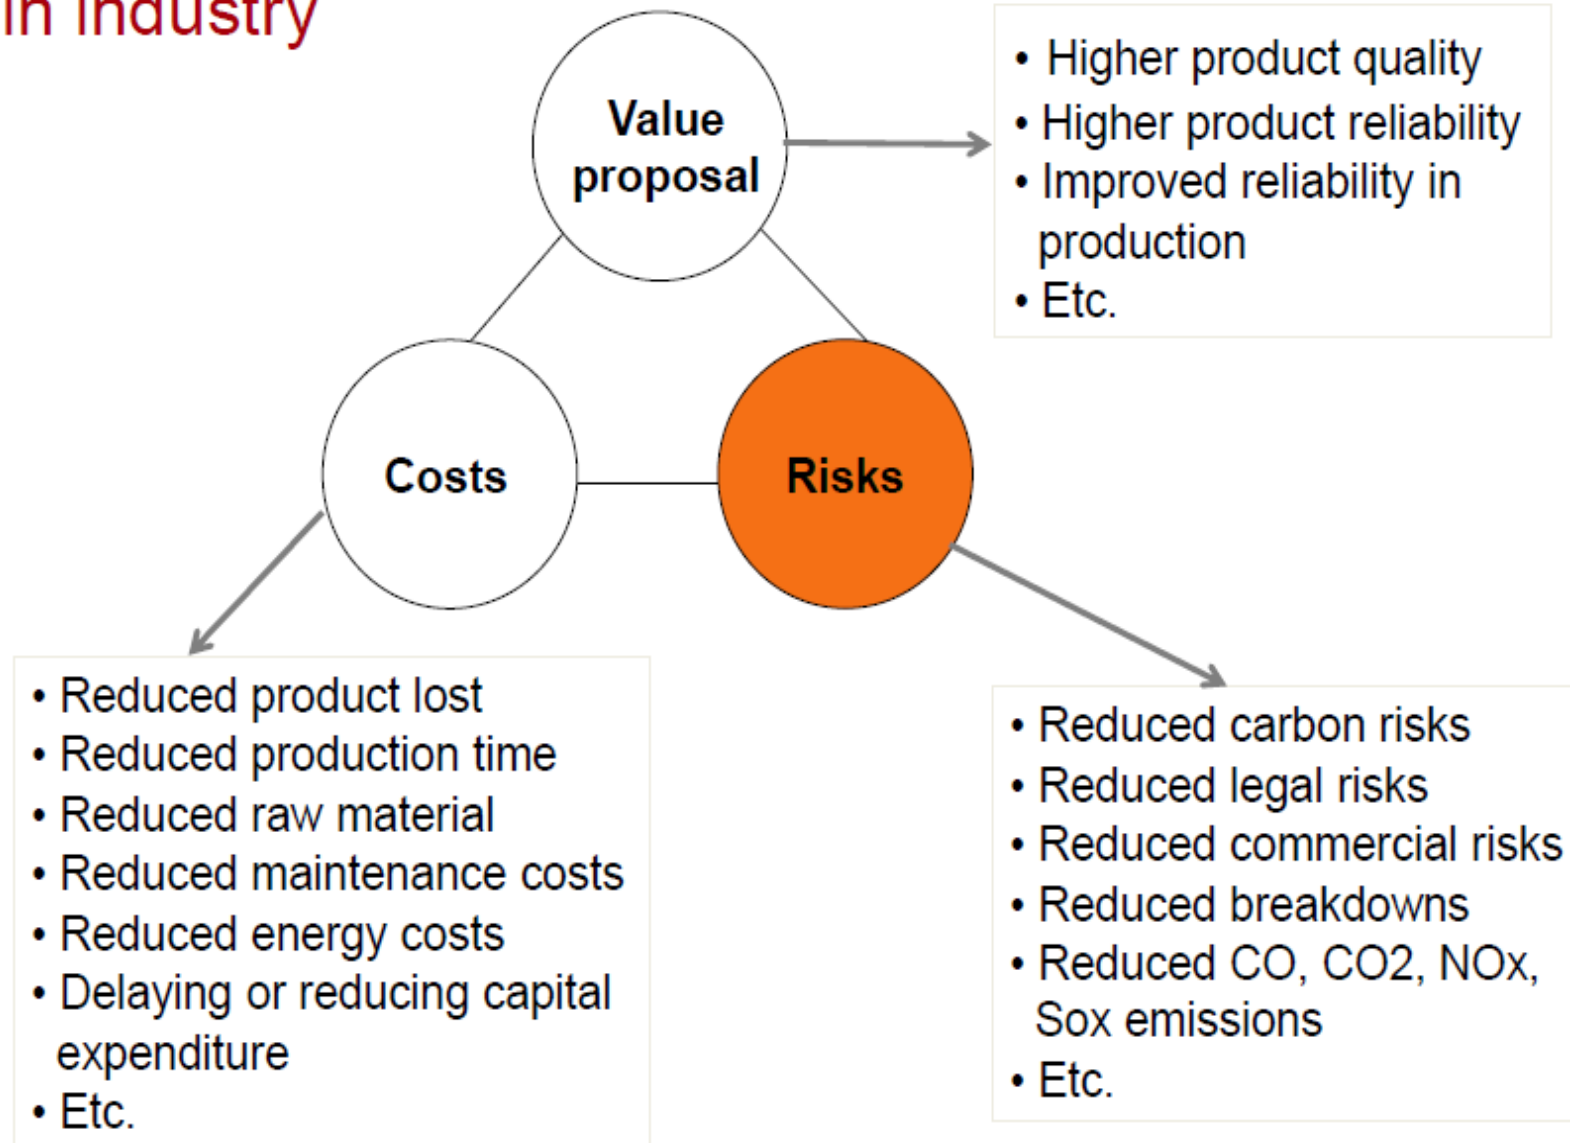 in industry
Value
proposal
• Higher product quality
• Higher product reliability
• Improved reliability in
production
• Etc.
Costs
Risks
• Reduced product lost
• Reduced production time
• Reduced raw material
• Reduced maintenance costs
• Reduced energy costs
• Delaying or reducing capital
expenditure
• Etc.
• Reduced carbon risks
• Reduced legal risks
• Reduced commercial risks
• Reduced breakdowns
• Reduced CO, CO2, NOx,
Sox emissions
• Etc.